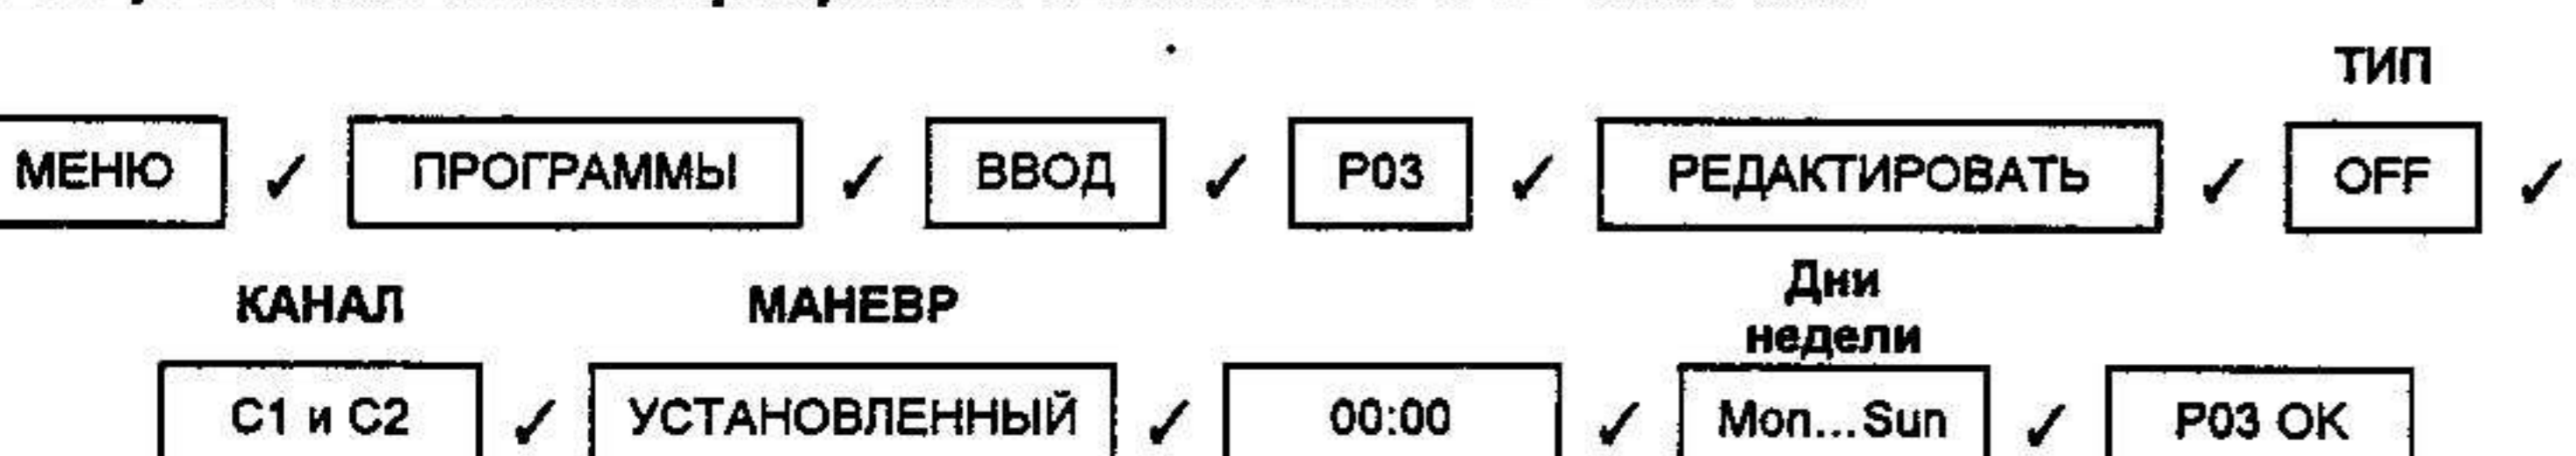 ТИП
МЕНЮ ✓ ПРОГРАММЫ ✓ ВВОД ✓ P03 ✓ РЕДАКТИРОВАТЬ ✓ OFF ✓
КАНАЛ МАНЕВР Дни
недели
C1 и C2 ✓ УСТАНОВЛЕННЫЙ ✓ 00:00 ✓ Mon...Sun ✓ P03 OK